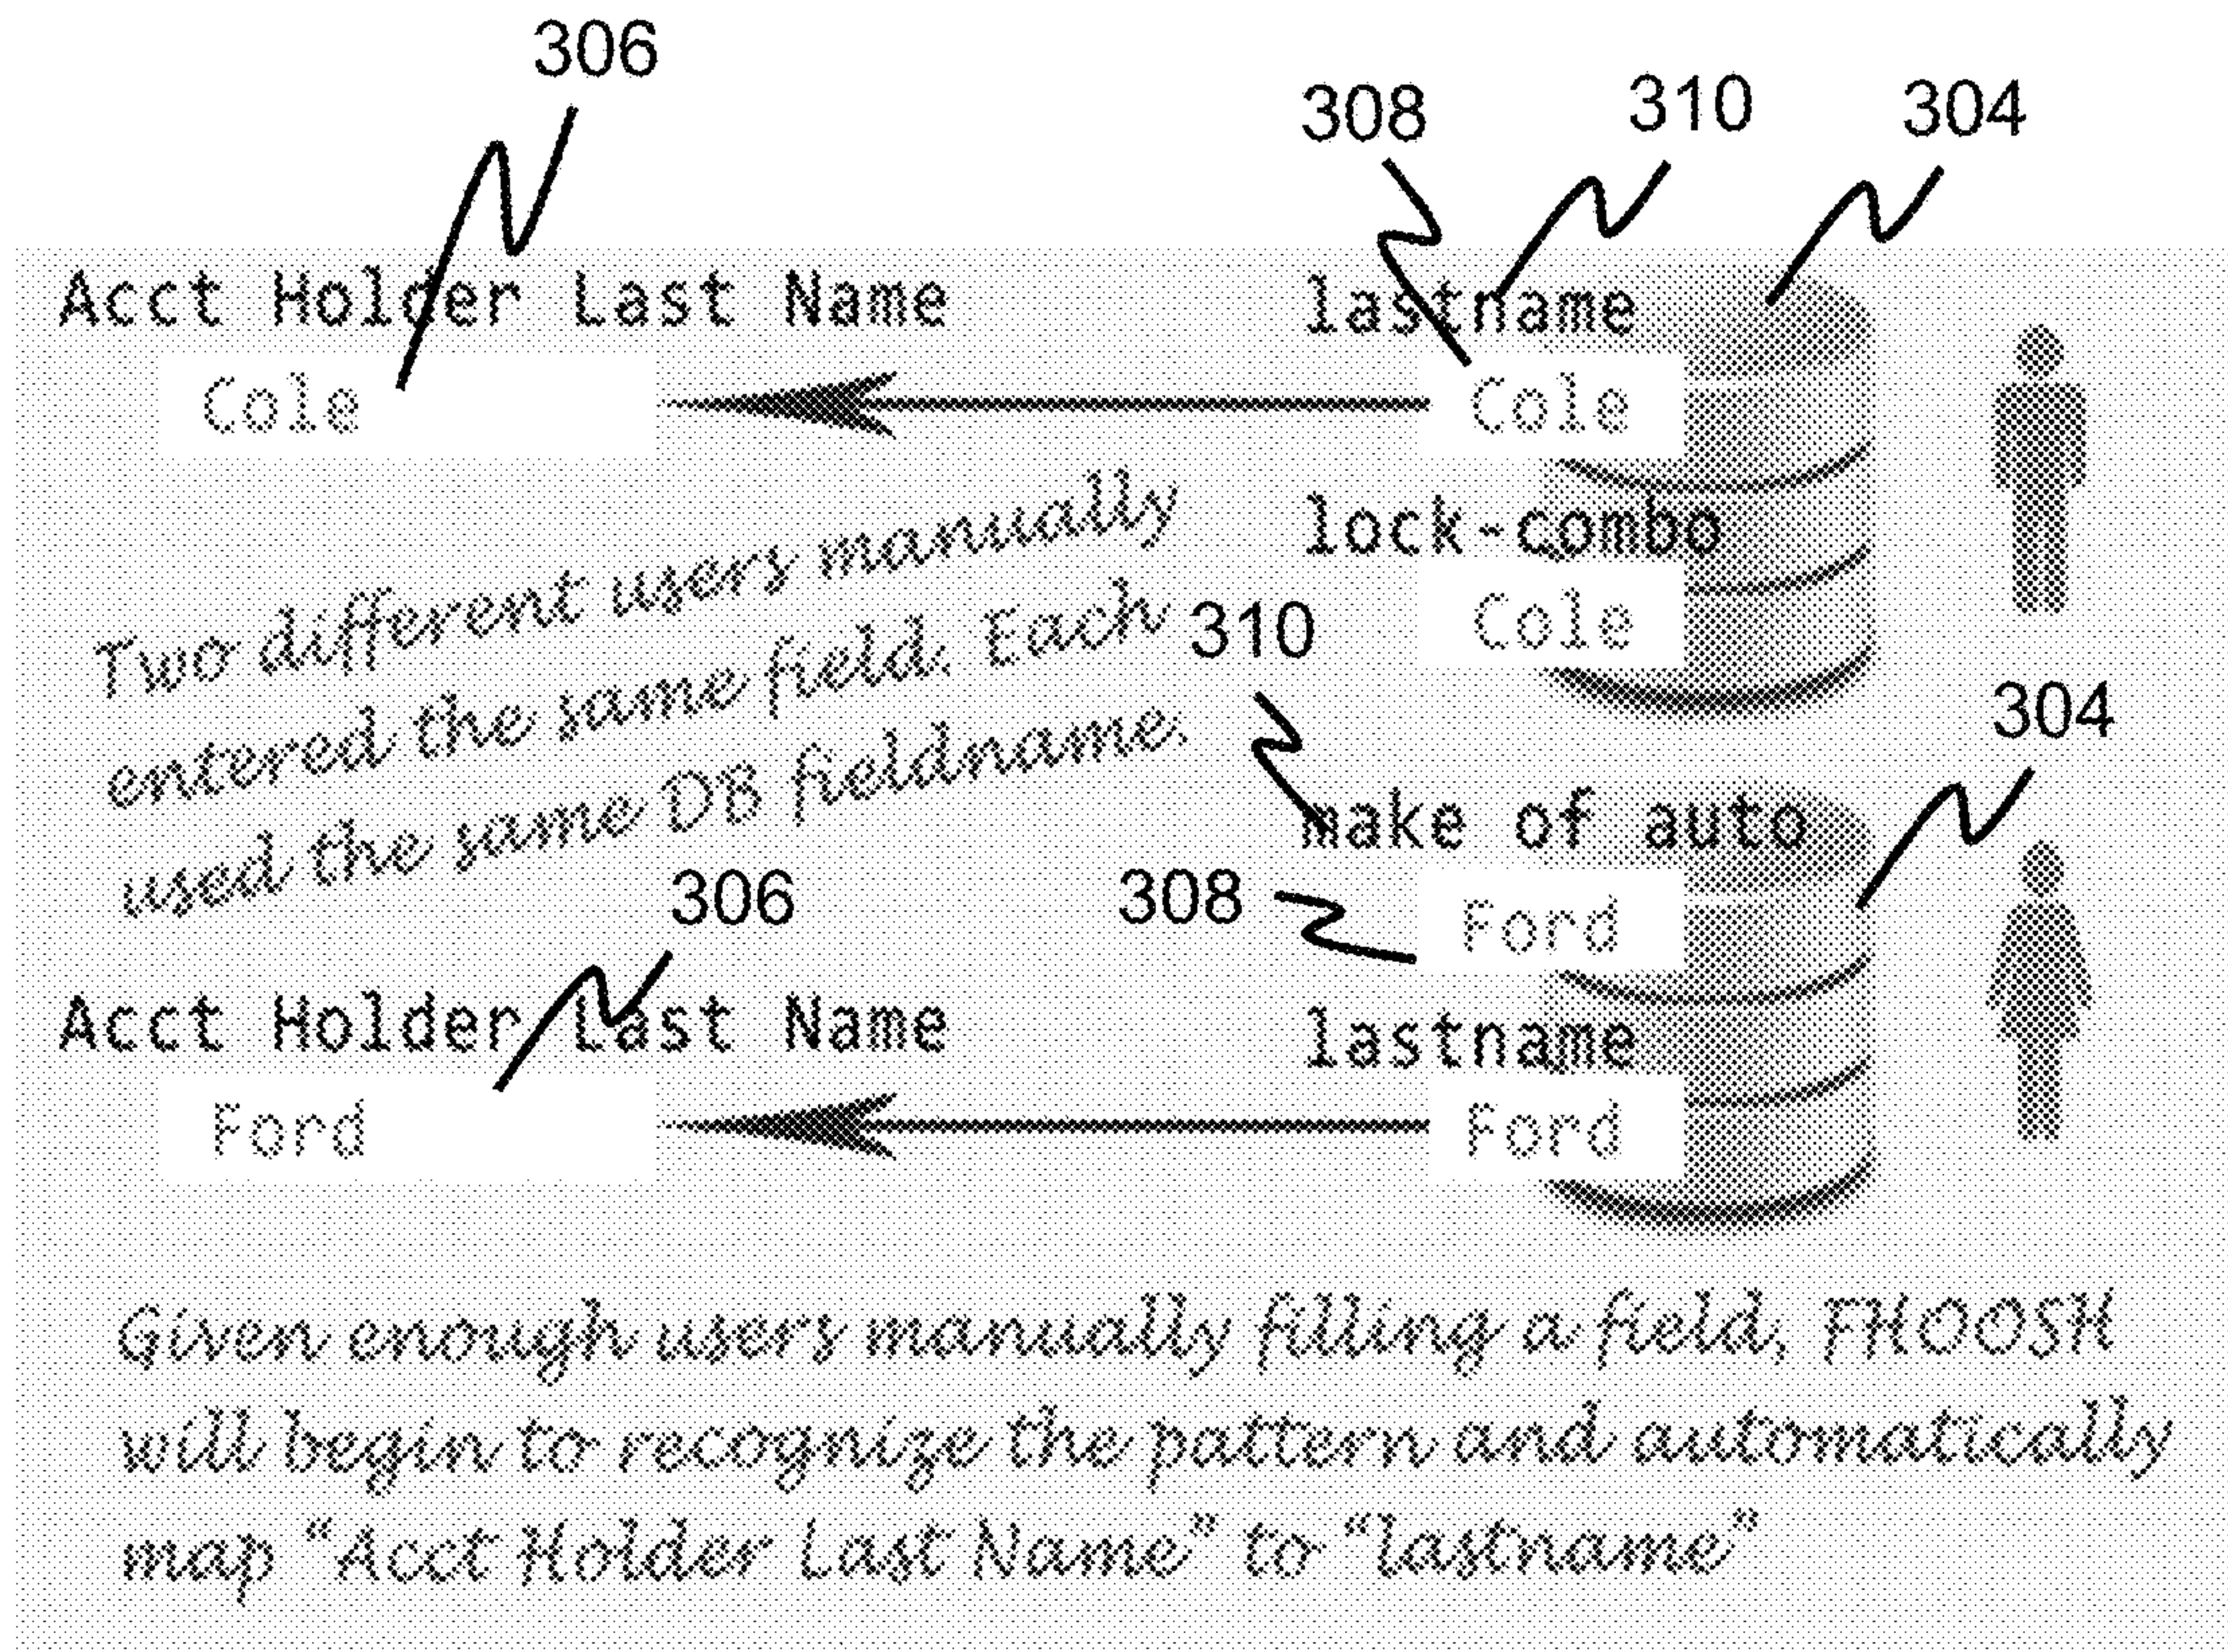 306
308 310 304
Acct Holder Last Name lastname
Cole Cole
lock-combo
Cole
Two different users manually
entered the same field. Each
used the same DB fieldname.
310
304
make of auto
306 308 Ford
Acct Holder Last Name lastname
Ford Ford
Given enough users manually filling a field, FHOOSH
will begin to recognize the pattern and automatically
map “Acct Holder Last Name” to “lastname”